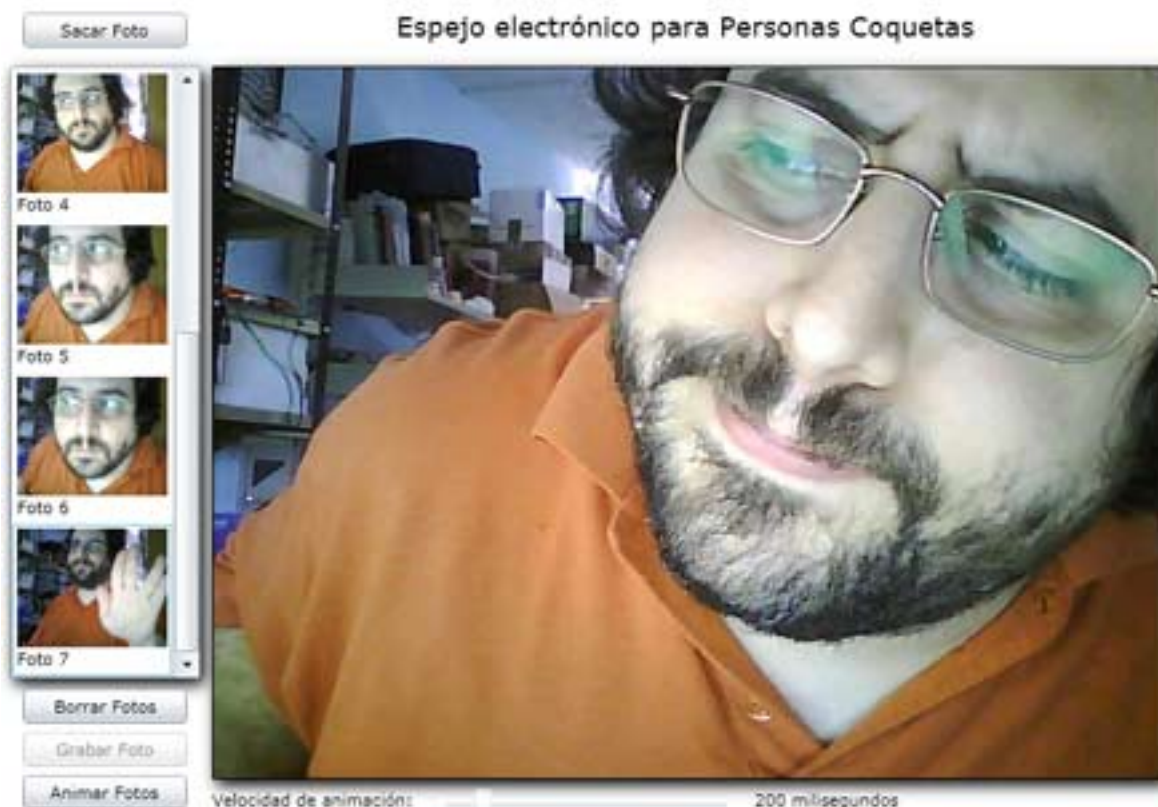 Sacar Foto
Espejo electrónico para Personas Coquetas
Foto 4
Foto 5
Foto 6
Foto 7
Borrar Fotos
Grabar Foto
Animar Fotos
Velocidad de animación:
200 milisegundos